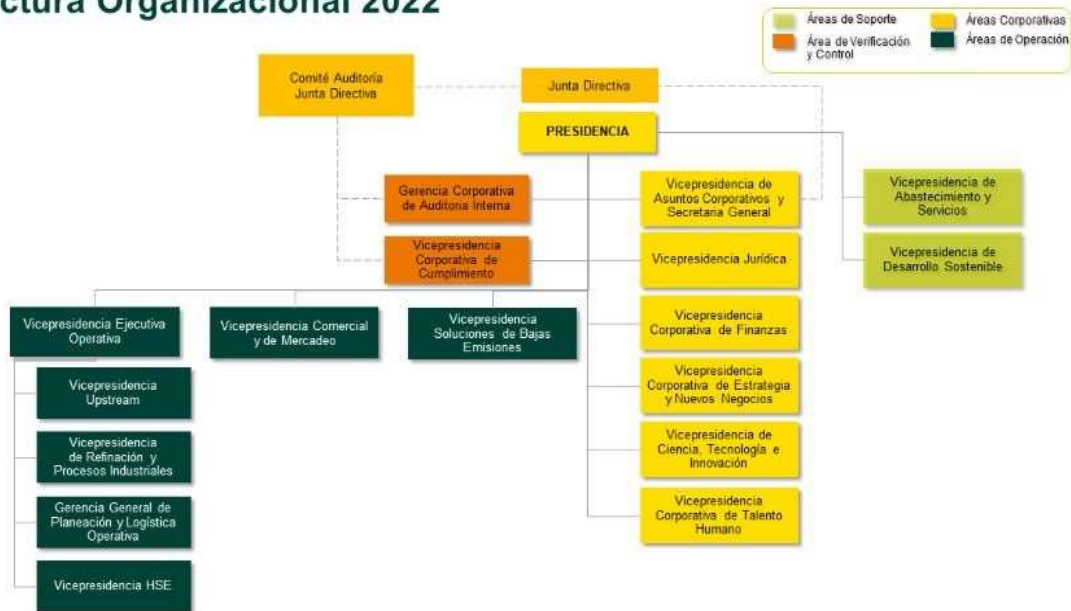 ctura Organizacional 2022
Áreas de Soporte
Áreas Corporativas
Área de Verificación
y Control
Áreas de Operación
Comité Auditoría
Junta Directiva
Junta Directiva
PRESIDENCIA
Gerencia Corporativa
de Auditoria Interna
Vicepresidencia de
Asuntos Corporativos y
Secretaria General
Vicepresidencia de
Abastecimiento y
Servicios
Vicepresidencia
Corporativa de
Cumplimiento
Vicepresidencia Jurídica
Vicepresidencia de
Desarrollo Sostenible
Vicepresidencia Ejecutiva
Operativa
Vicepresidencia Comercial
y de Mercadeo
Vicepresidencia
Soluciones de Bajas
Emisiones
Vicepresidencia
Corporativa de Finanzas
Vicepresidencia
Upstream
Vicepresidencia
Corporativa de Estrategia
y Nuevos Negocios
Vicepresidencia
de Refinación y
Procesos Industriales
Vicepresidencia de
Ciencia, Tecnología e
Innovación
Gerencia General de
Planeación y Logística
Operativa
Vicepresidencia
Corporativa de Talento
Humano
Vicepresidencia HSE